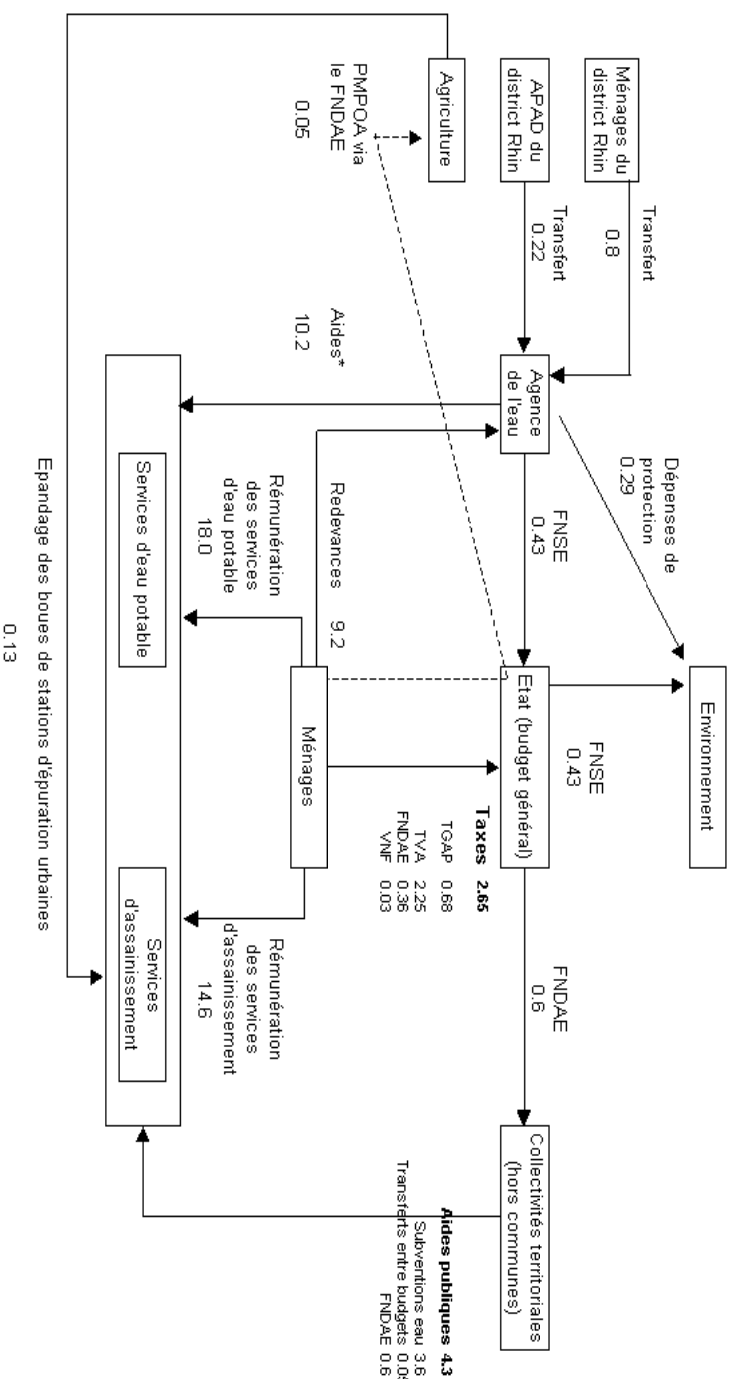 Ménages du
district Rhin
Transfert
0.8
APAD du
district Rhin
Transfert
0.22
Agriculture
PMPOA via
le FNDAE
0.05
Agence
de l'eau
Dépenses de
protection
0.29
FNSE
0.43
Environnement
FNSE
0.43
Etat (budget général)
Taxes 2.65
TGAP 0.68
TVA 2.25
FNDAE 0.36
VNF 0.03
FNDAE
0.6
Collectivités territoriales
(hors communes)
Aides publiques 4.3
Subventions eau 3.6
Transferts entre budgets 0.09
FNDAE 0.6
Aides*
10.2
Redevances 9.2
Ménages
Rémunération
des services
d'eau potable
18.0
Rémunération
des services
d'assainissement
14.6
Services d'eau potable
Services
d'assainissement
Epandage des boues de stations d'épuration urbaines
0.13